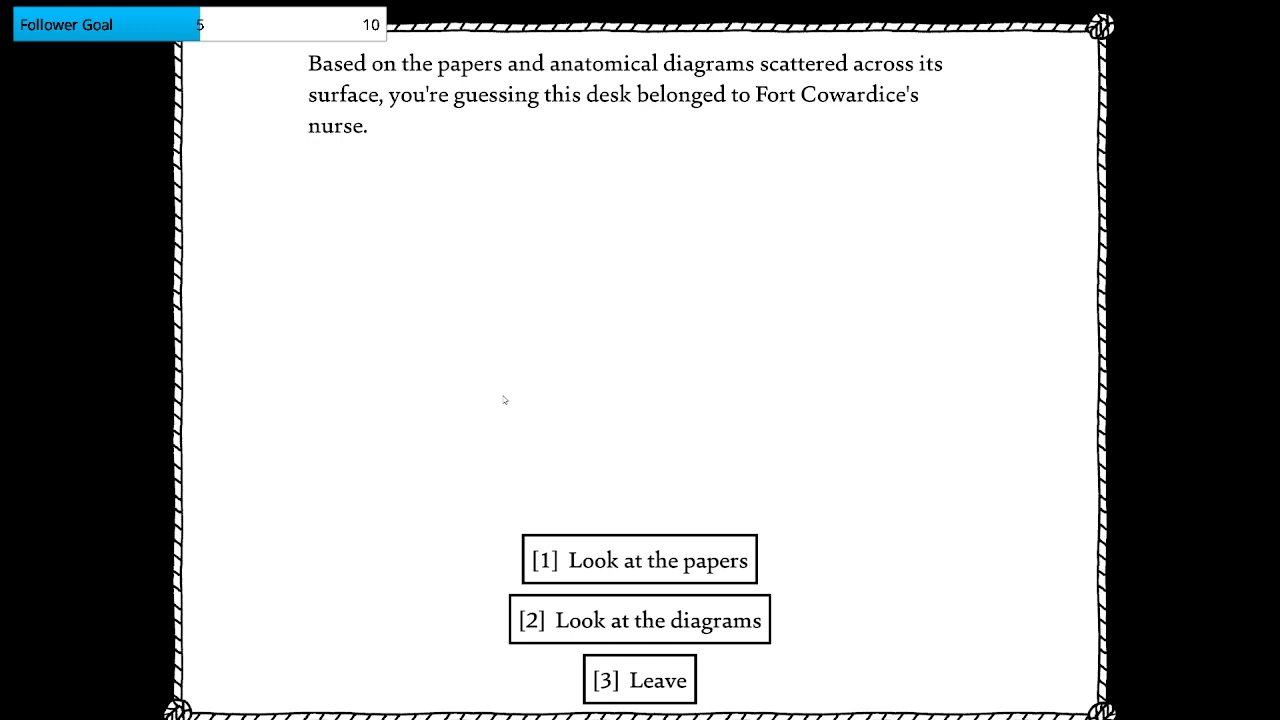 Follower Goal 5 10
Based on the papers and anatomical diagrams scattered across its
surface, you're guessing this desk belonged to Fort Cowardice's
nurse.
[1] Look at the papers
[2] Look at the diagrams
[3] Leave